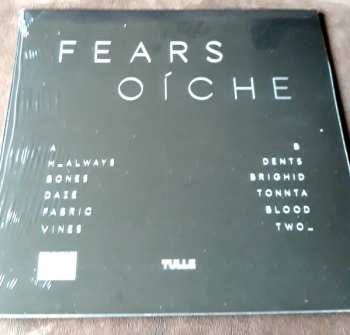 FEARS
OÍCHE
A B
H_ALWAYS DENTS
BONES BRIGHID
DAZE TONNTA
FABRIC BLOOD
VINES TWO_
TULLE